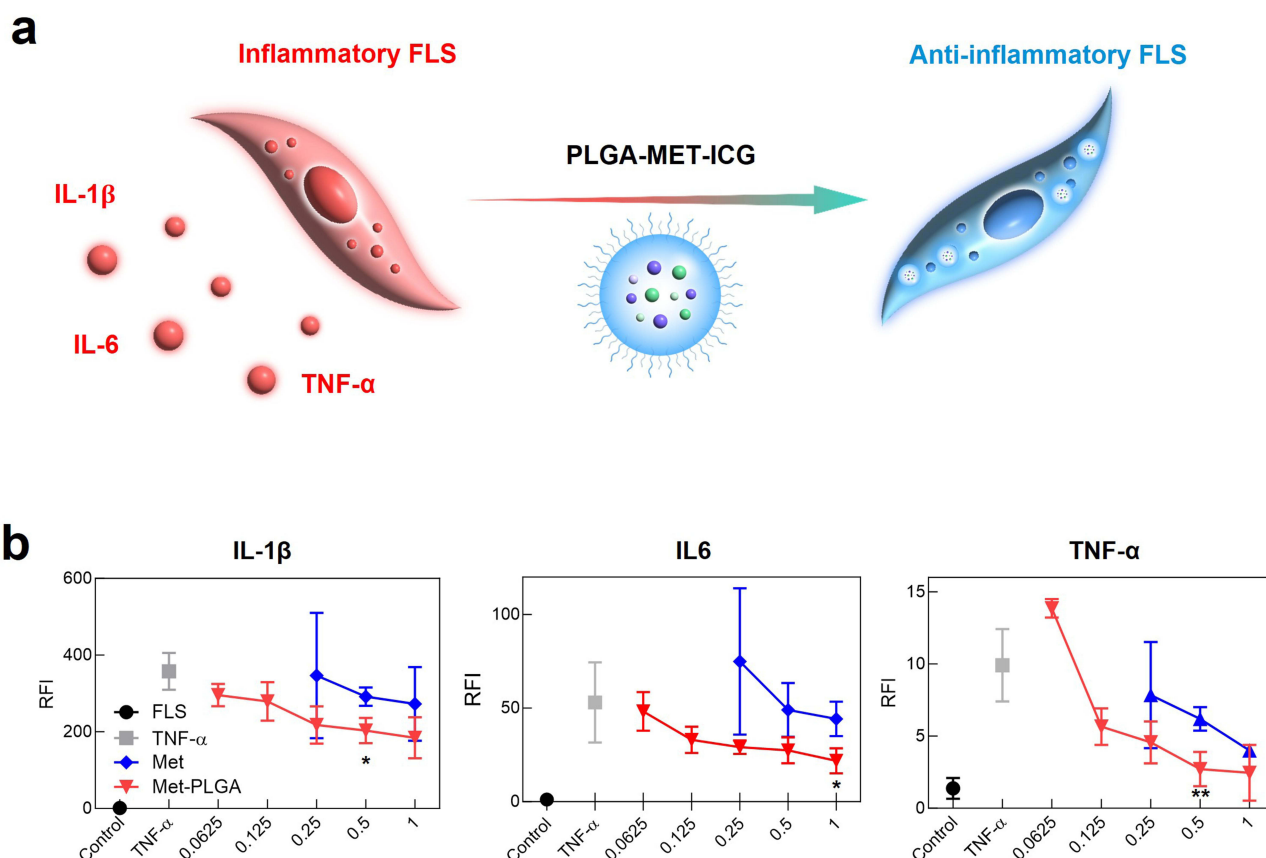 a
Inflammatory FLS
Anti-inflammatory FLS
PLGA-MET-ICG
IL-1β
IL-6
TNF-α
b
IL-1β
RFI
600
400
200
0
FLS
TNF-α
Met
Met-PLGA
*
Control
TNF-α
0.0625
0.125
0.25
0.5
1
IL6
RFI
100
50
0
*
Control
TNF-α
0.0625
0.125
0.25
0.5
1
TNF-α
RFI
15
10
5
0
**
Control
TNF-α
0.0625
0.125
0.25
0.5
1